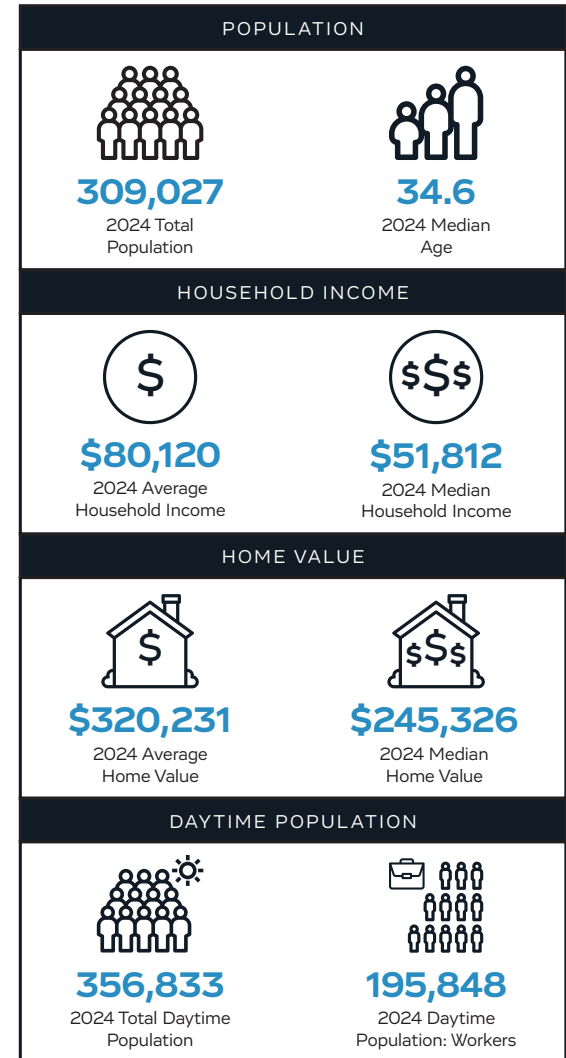 POPULATION
309,027
2024 Total
Population
34.6
2024 Median
Age
HOUSEHOLD INCOME
$
$80,120
2024 Average
Household Income
$$$
$51,812
2024 Median
Household Income
HOME VALUE
$
$320,231
2024 Average
Home Value
$$$
$245,326
2024 Median
Home Value
DAYTIME POPULATION
356,833
2024 Total Daytime
Population
195,848
2024 Daytime
Population: Workers